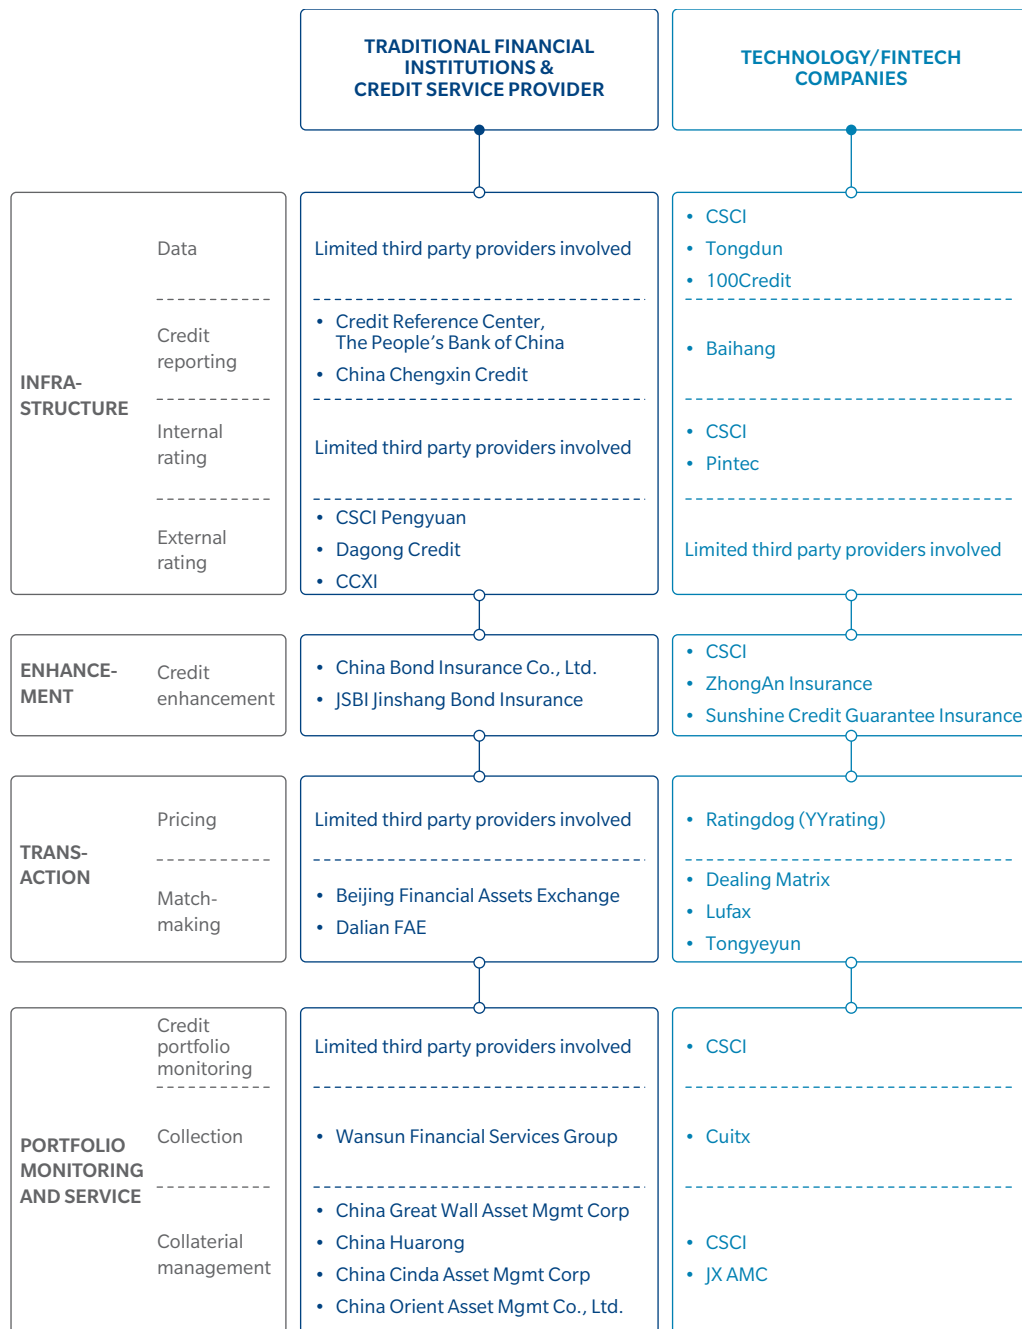 TRADITIONAL FINANCIAL
INSTITUTIONS &
CREDIT SERVICE PROVIDER
TECHNOLOGY/FINTECH
COMPANIES
INFRA-
STRUCTURE
Data
Limited third party providers involved
• CSCI
• Tongdun
• 100Credit
Credit
reporting
• Credit Reference Center,
The People's Bank of China
• China Chengxin Credit
• Baihang
Internal
rating
Limited third party providers involved
• CSCI
• Pintec
External
rating
• CSCI Pengyuan
• Dagong Credit
• CCXI
Limited third party providers involved
ENHANCE-
MENT
Credit
enhancement
• China Bond Insurance Co., Ltd.
• JSBI Jinshang Bond Insurance
• CSCI
• ZhongAn Insurance
• Sunshine Credit Guarantee Insurance
TRANS-
ACTION
Pricing
Limited third party providers involved
• Ratingdog (YYrating)
Match-
making
• Beijing Financial Assets Exchange
• Dalian FAE
• Dealing Matrix
• Lufax
• Tongyeyun
PORTFOLIO
MONITORING
AND SERVICE
Credit
portfolio
monitoring
Limited third party providers involved
• CSCI
Collection
• Wansun Financial Services Group
• Cuitx
Collaterial
management
• China Great Wall Asset Mgmt Corp
• China Huarong
• China Cinda Asset Mgmt Corp
• China Orient Asset Mgmt Co., Ltd.
• CSCI
• JX AMC